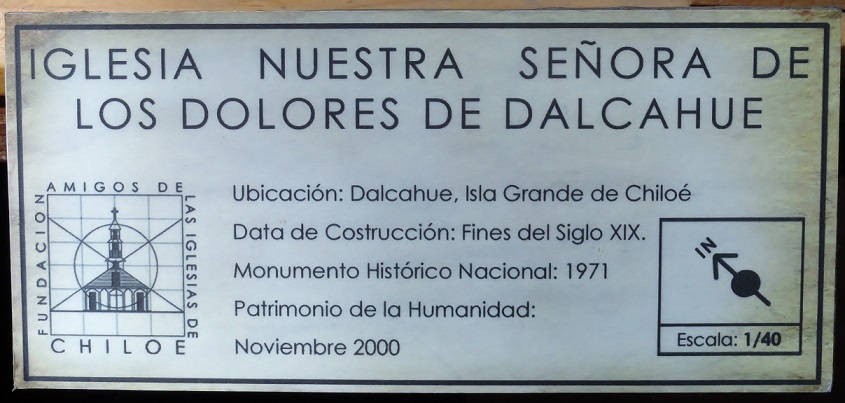 IGLESIA NUESTRA SEÑORA DE
LOS DOLORES DE DALCAHUE
FUNDACION
AMIGOS DE
LAS IGLESIAS DE
CHILOE
Ubicación: Dalcahue, Isla Grande de Chiloé
Data de Costrucción: Fines del Siglo XIX.
Monumento Histórico Nacional: 1971
Patrimonio de la Humanidad:
Noviembre 2000
IN
Escala: 1/40